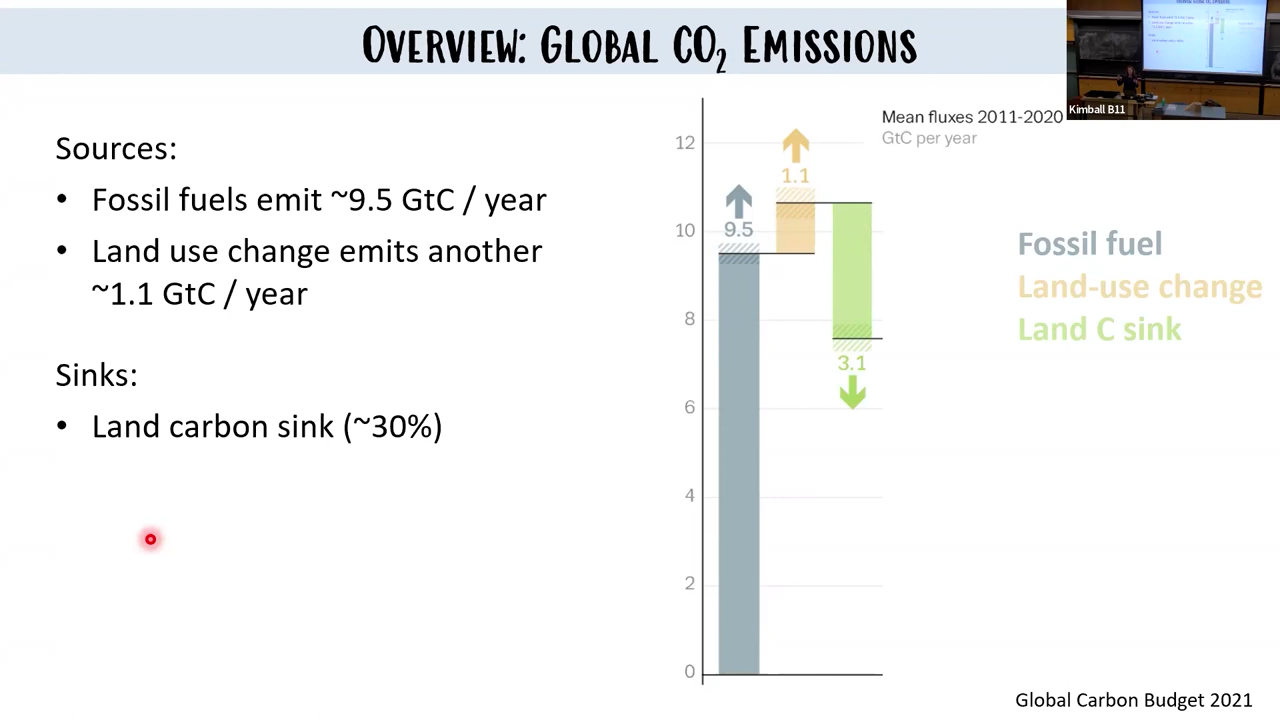 OVERVIEW: GLOBAL CO₂ EMISSIONS
Kimball B11
Sources:
• Fossil fuels emit ~9.5 GtC / year
• Land use change emits another
~1.1 GtC / year
Sinks:
• Land carbon sink (~30%)
Mean fluxes 2011-2020
GtC per year
12
10
8
6
4
2
0
9.5
1.1
3.1
Fossil fuel
Land-use change
Land C sink
Global Carbon Budget 2021